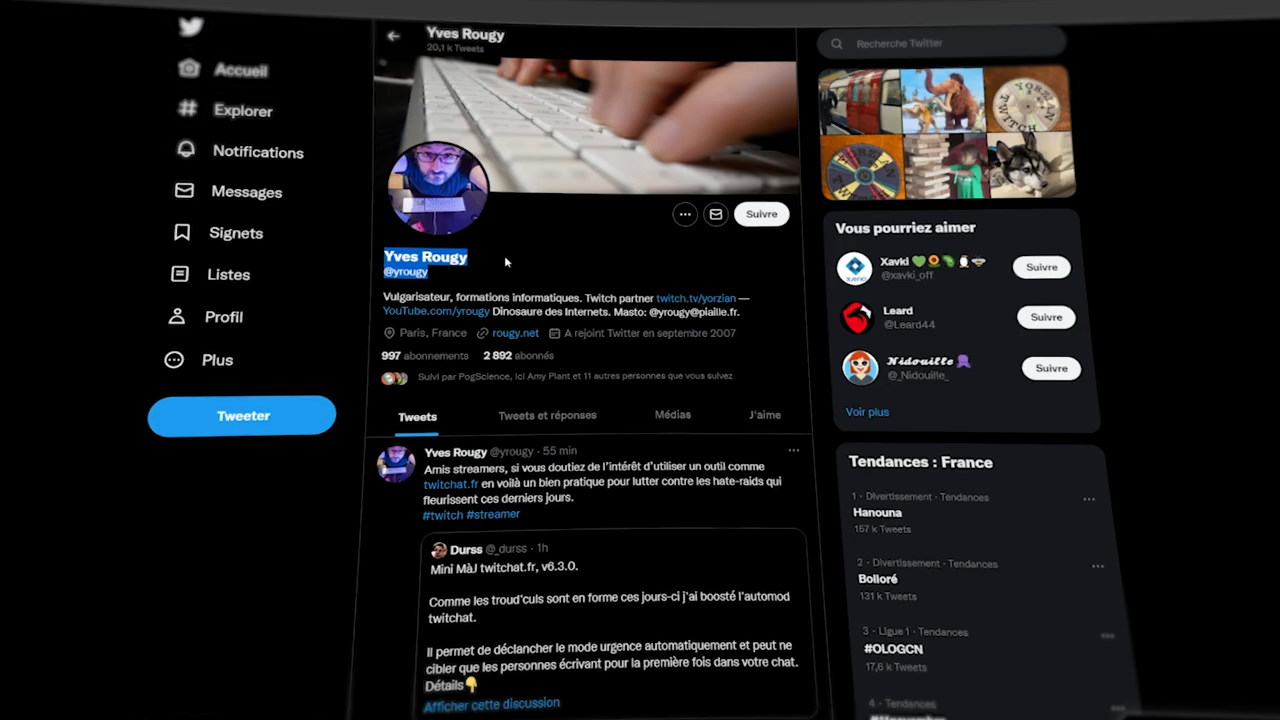 Yves Rougy
20,1 k Tweets
Recherche Twitter
Accueil
Explorer
Notifications
Messages
Signets
Listes
Profil
Plus
Tweeter
YORZIAN
TWITCH
Suivre
Yves Rougy
@yrougy
Vulgarisateur, formations informatiques. Twitch partner twitch.tv/yorzian —
YouTube.com/yrougy Dinosaure des Internets. Masto: @yrougy@piaille.fr.
Paris, France rougy.net A rejoint Twitter en septembre 2007
997 abonnements 2 892 abonnés
Suivi par PogScience, ici Amy Plant et 11 autres personnes que vous suivez
Tweets Tweets et réponses Médias J'aime
Yves Rougy @yrougy · 55 min
Amis streamers, si vous doutiez de l'intérêt d'utiliser un outil comme
twitchat.fr en voilà un bien pratique pour lutter contre les hate-raids qui
fleurissent ces derniers jours.
#twitch #streamer
Durss @_durss · 1h
Mini MàJ twitchat.fr, v6.3.0.
Comme les troud'culs sont en forme ces jours-ci j'ai boosté l'automod
twitchat.
Il permet de déclancher le mode urgence automatiquement et peut ne
cibler que les personnes écrivant pour la première fois dans votre chat.
Détails👇
Afficher cette discussion
Vous pourriez aimer
Xavki 💚🌻🦠🐧🐝
@xavki_off
Suivre
Leard
@Leard44
Suivre
𝓝𝓲𝓭𝓸𝓾𝓲𝓵𝓵𝓮 🐙
@_Nidouille_
Suivre
Voir plus
Tendances : France
1 · Divertissement · Tendances
Hanouna
157 k Tweets
2 · Divertissement · Tendances
Bolloré
131 k Tweets
3 · Ligue 1 · Tendances
#OLOGCN
17,6 k Tweets
4 · Tendances